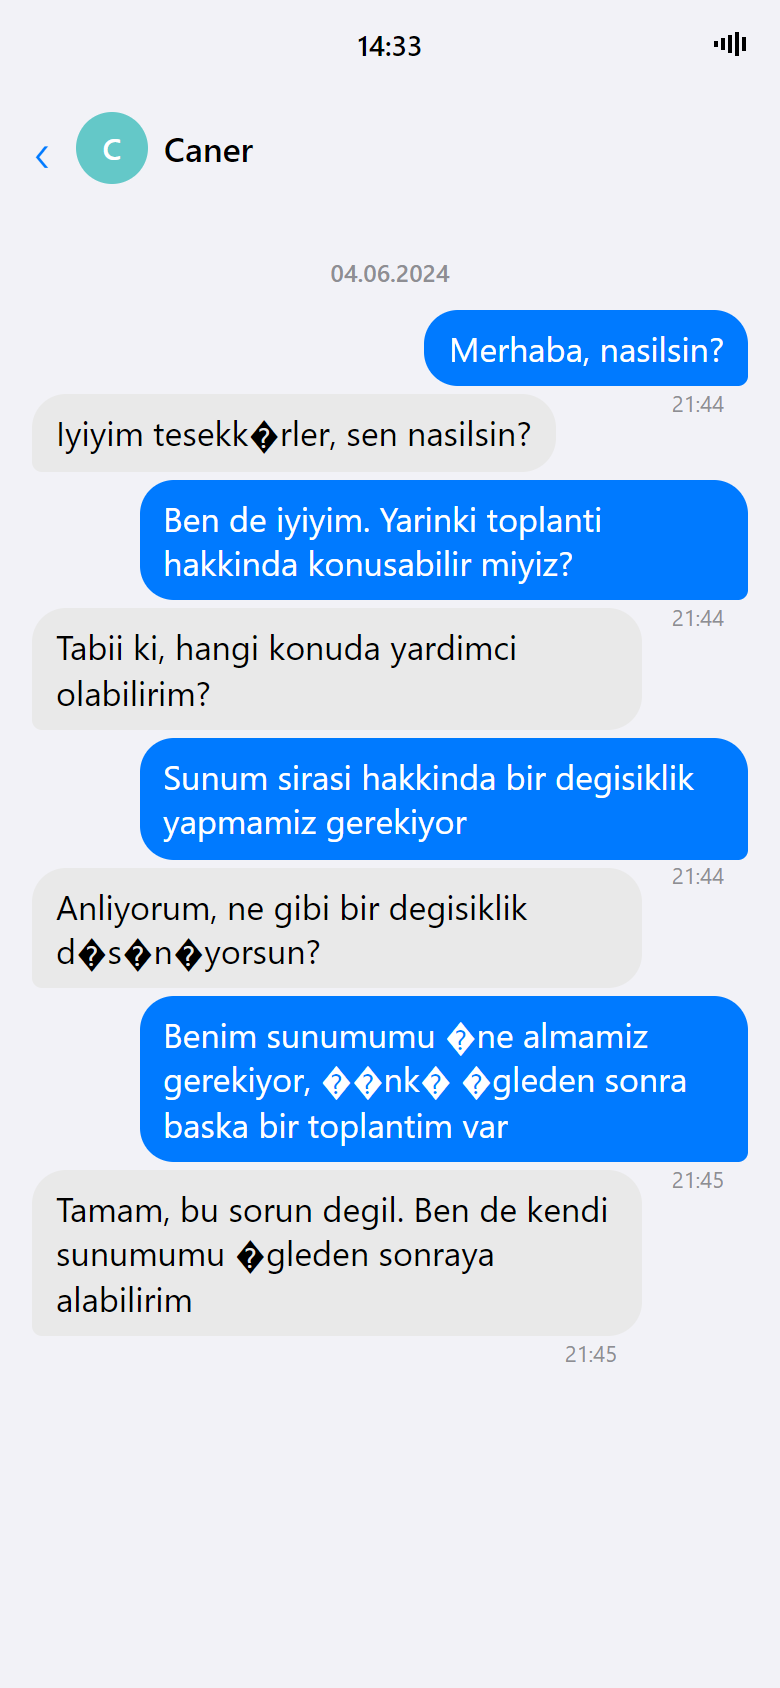 14:33
‹
C
Caner
04.06.2024
Merhaba, nasilsin?
21:44
Iyiyim tesekk�rler, sen nasilsin?
Ben de iyiyim. Yarinki toplanti
hakkinda konusabilir miyiz?
21:44
Tabii ki, hangi konuda yardimci
olabilirim?
Sunum sirasi hakkinda bir degisiklik
yapmamiz gerekiyor
21:44
Anliyorum, ne gibi bir degisiklik
d�s�n�yorsun?
Benim sunumumu �ne almamiz
gerekiyor, ��nk� �gleden sonra
baska bir toplantim var
21:45
Tamam, bu sorun degil. Ben de kendi
sunumumu �gleden sonraya
alabilirim
21:45